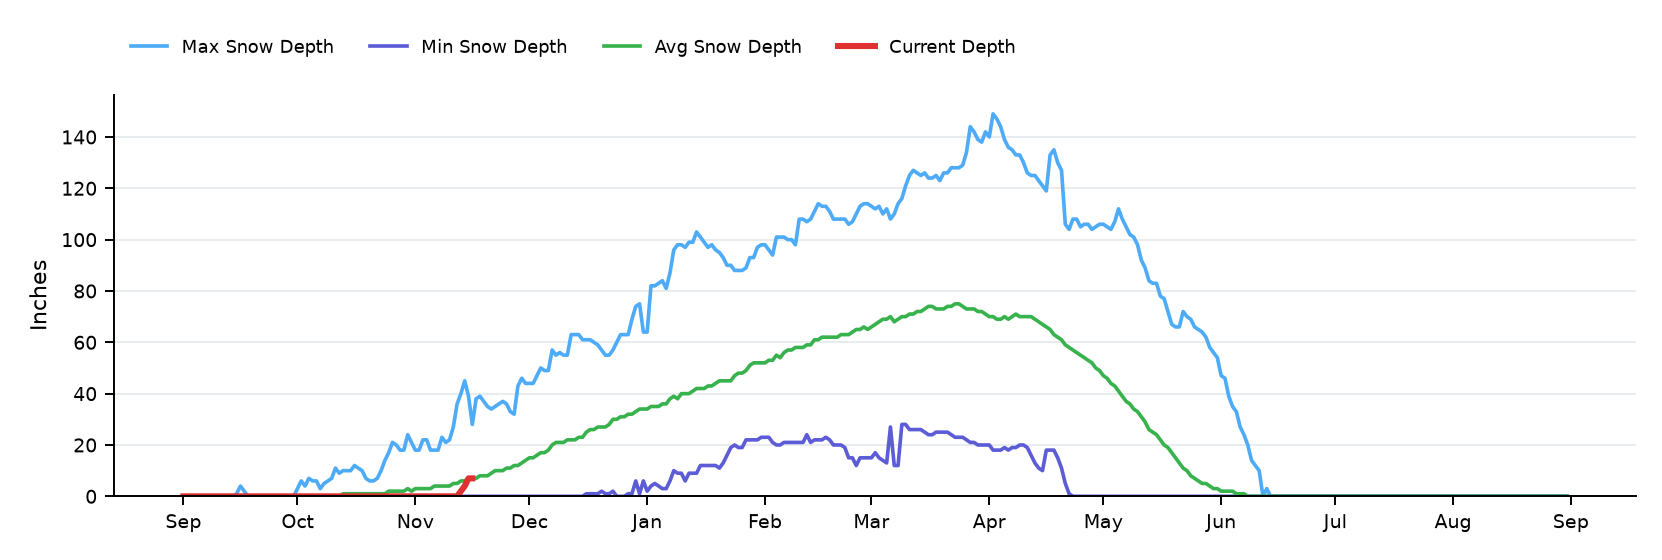 Max Snow Depth Min Snow Depth Avg Snow Depth Current Depth
Inches
140
120
100
80
60
40
20
0
Sep Oct Nov Dec Jan Feb Mar Apr May Jun Jul Aug Sep